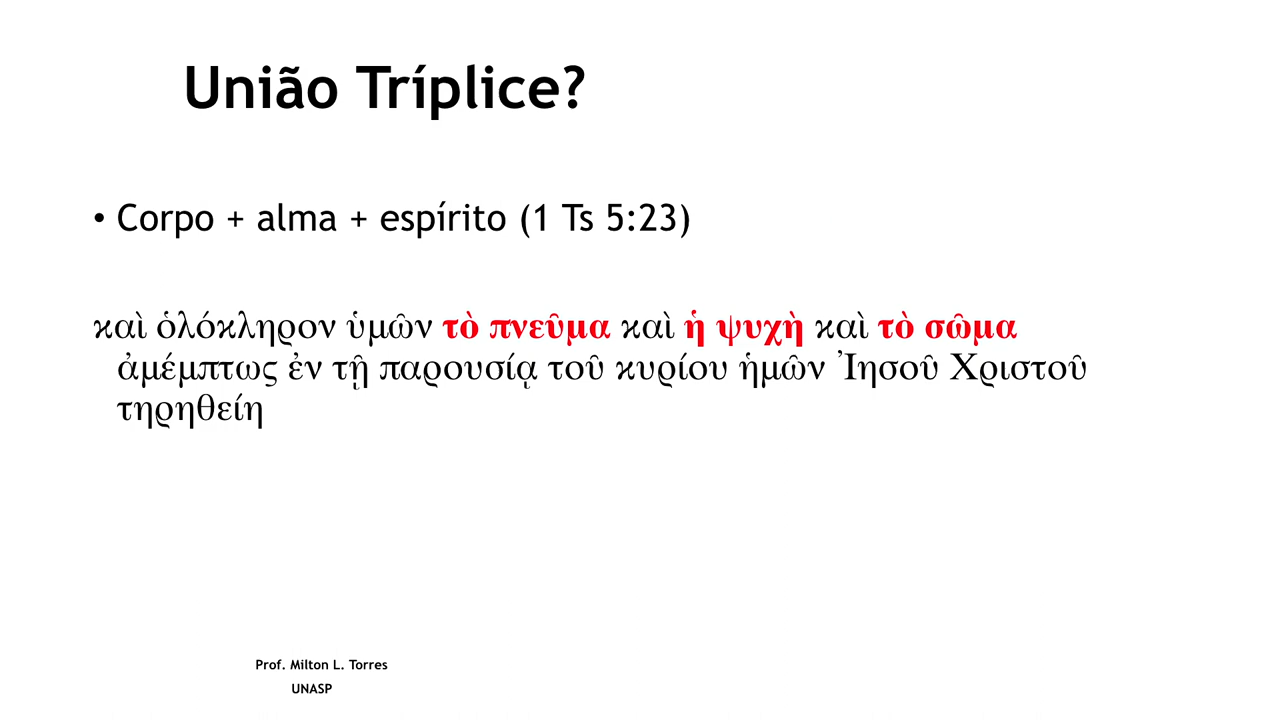 União Tríplice?
• Corpo + alma + espírito (1 Ts 5:23)
καὶ ὁλόκληρον ὑμῶν τὸ πνεῦμα καὶ ἡ ψυχὴ καὶ τὸ σῶμα
ἀμέμπτως ἐν τῇ παρουσίᾳ τοῦ κυρίου ἡμῶν Ἰησοῦ Χριστοῦ
τηρηθείη
Prof. Milton L. Torres
UNASP